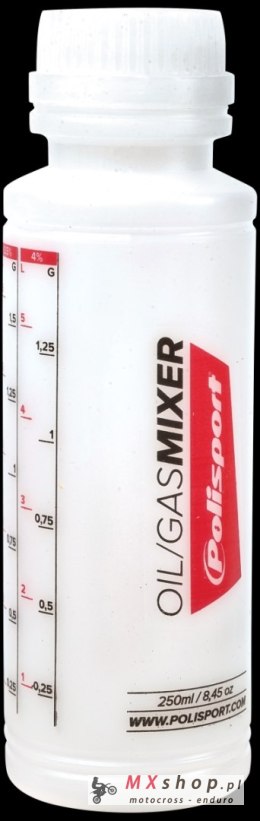 4%
L G
5
1,5
1,25
4
1,25
1
3
1
0,75
0,75
2
0,5
0,5
1
0,25
0,25
OIL/GASMIXER
Polisport
250ml / 8,45 oz
WWW.POLISPORT.COM
MXshop.pl
motocross - enduro